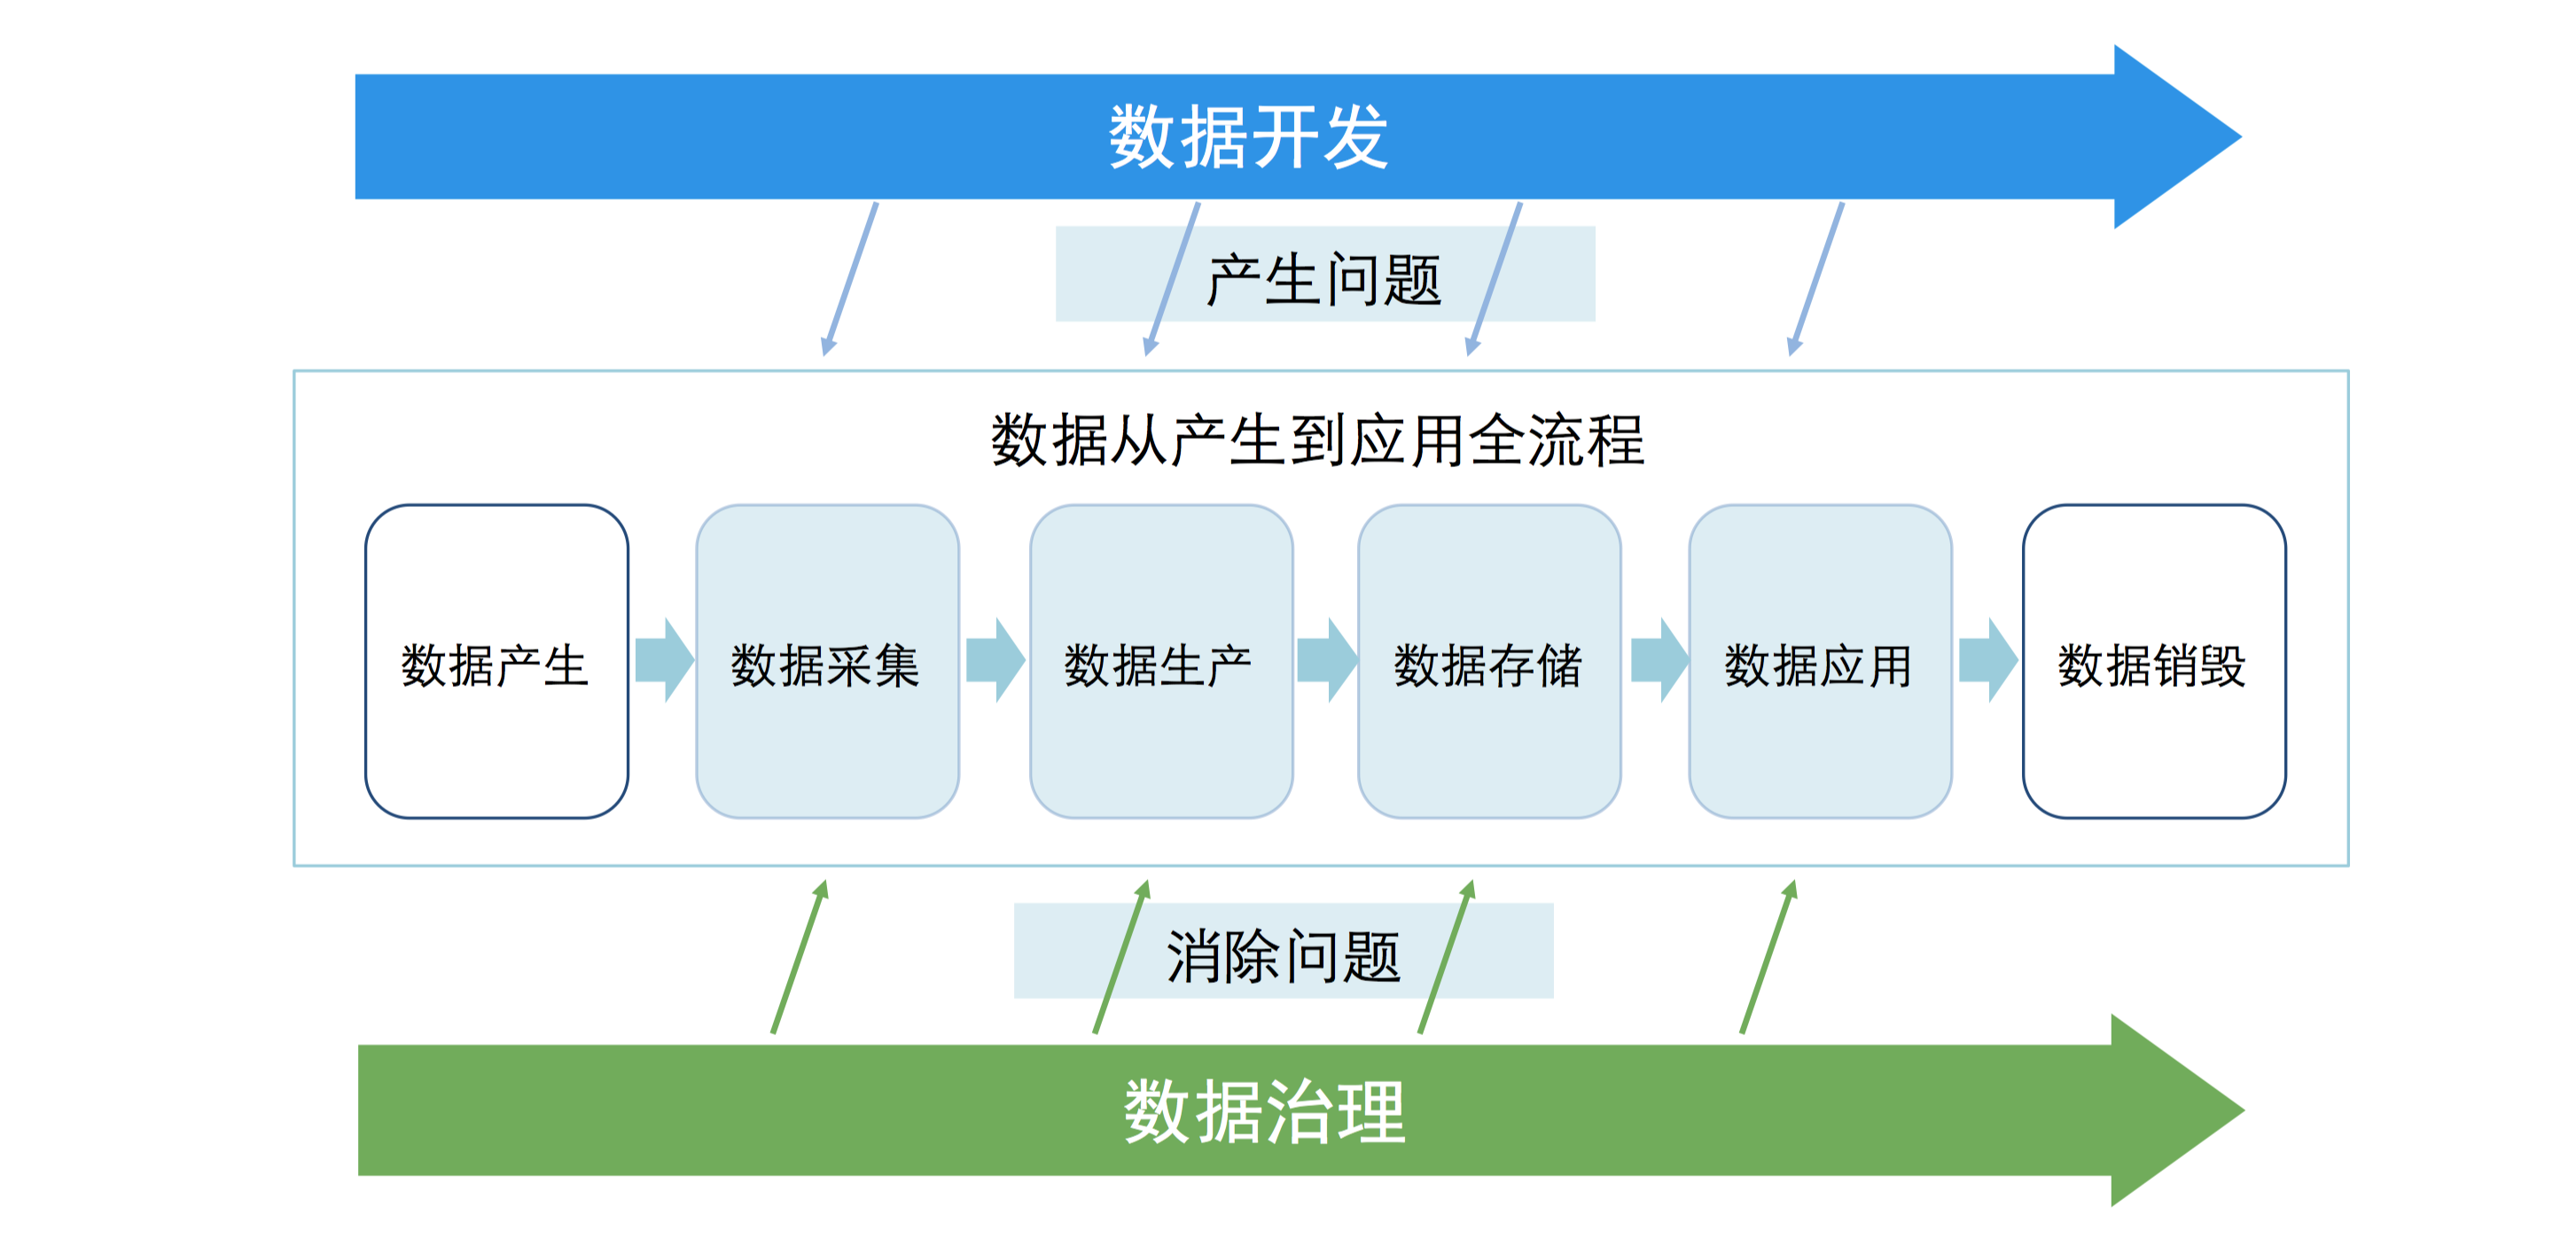 数据开发
产生问题
数据从产生到应用全流程
数据产生
数据采集
数据生产
数据存储
数据应用
数据销毁
消除问题
数据治理